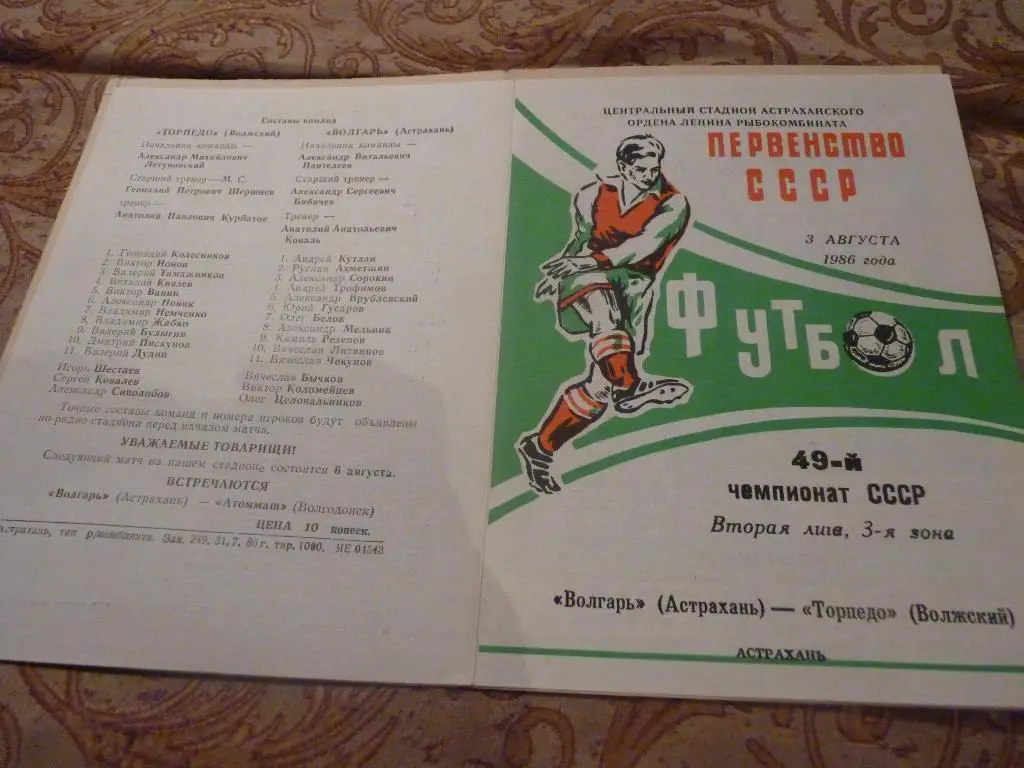 Составы команд
«ТОРПЕДО» (Волжский)
Начальник команды —
Александр Михайлович
Летуновский
Старший тренер — М. С.
Геннадий Петрович Шершнев
тренер —
Анатолий Павлович Курбатов
1. Геннадий Колесников
2. Виктор Ионов
3. Валерий Тамажников
4. Виталий Князев
5. Виктор Ванин
6. Александр Новик
7. Владимир Немченко
8. Владимир Жабко
9. Валерий Булыгин
10. Дмитрий Пискунов
11. Валерий Дудин
Игорь Шестаев
Сергей Ковалев
Александр Сиволобов
«ВОЛГАРЬ» (Астрахань)
Начальник команды —
Александр Витальевич
Пантелеев
Старший тренер —
Александр Сергеевич
Бибичев
Тренер —
Анатолий Анатольевич
Коваль
1. Андрей Кутлан
2. Руслан Ахметшин
3. Александр Сорокин
4. Андрей Трофимов
5. Александр Врублевский
6. Юрий Гусаров
7. Олег Белов
8. Александр Мельник
9. Камиль Резепов
10. Вячеслав Литвинов
11. Вячеслав Чекунов
Вячеслав Бычков
Виктор Коломейцев
Олег Целовальников
Точные составы команд и номера игроков будут объявлены
по радио стадиона перед началом матча.
УВАЖАЕМЫЕ ТОВАРИЩИ!
Следующий матч на нашем стадионе состоится 6 августа.
ВСТРЕЧАЮТСЯ
«Волгарь» (Астрахань) — «Атоммаш» (Волгодонск)
ЦЕНА 10 копеек.
Астрахань, тип р/комбината. Зак. 249, 31. 7. 86 г. тир. 1000. ЯЕ 01543
ЦЕНТРАЛЬНЫЙ СТАДИОН АСТРАХАНСКОГО
ОРДЕНА ЛЕНИНА РЫБОКОМБИНАТА
ПЕРВЕНСТВО
СССР
3 АВГУСТА
1986 года
ФУТБОЛ
49-й
чемпионат СССР
Вторая лига, 3-я зона
«Волгарь» (Астрахань) — «Торпедо» (Волжский)
АСТРАХАНЬ